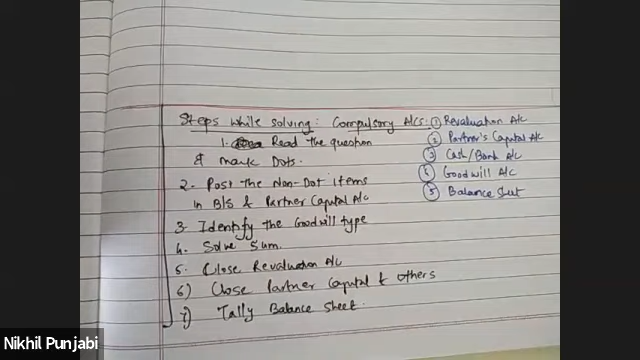 Steps while solving: Compulsory A/Cs: ① Revaluation A/c
1. Read the question
& mark Dots.
② Partner's Capital A/c
③ Cash/Bank A/c
2. Post the Non-Dot items
in B/S & Partner Capital A/c
④ Goodwill A/c
⑤ Balance Sheet
3. Identify the Goodwill type
4. Solve Sum.
5. Close Revaluation A/c
6) Close Partner Capital & others
7) Tally Balance Sheet.
Nikhil Punjabi